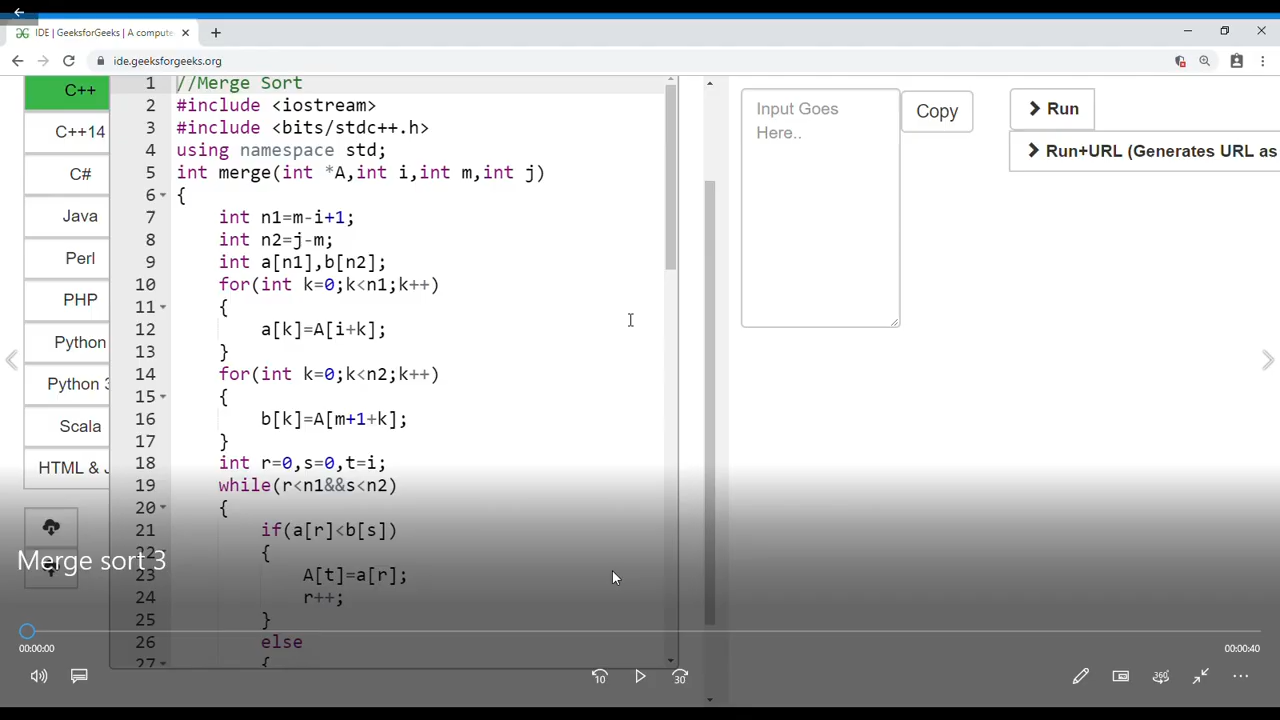 IDE | GeeksforGeeks | A compute
ide.geeksforgeeks.org
C++
C++14
C#
Java
Perl
PHP
Python
Python 3
Scala
HTML & J
1 //Merge Sort
2 #include <iostream>
3 #include <bits/stdc++.h>
4 using namespace std;
5 int merge(int *A,int i,int m,int j)
6 {
7 int n1=m-i+1;
8 int n2=j-m;
9 int a[n1],b[n2];
10 for(int k=0;k<n1;k++)
11 {
12 a[k]=A[i+k];
13 }
14 for(int k=0;k<n2;k++)
15 {
16 b[k]=A[m+1+k];
17 }
18 int r=0,s=0,t=i;
19 while(r<n1&&s<n2)
20 {
21 if(a[r]<b[s])
22 {
23 A[t]=a[r];
24 r++;
25 }
26 else
27 {
Input Goes
Here..
Copy
Run
Run+URL (Generates URL as
Merge sort 3
00:00:00
00:00:40
10
30
360